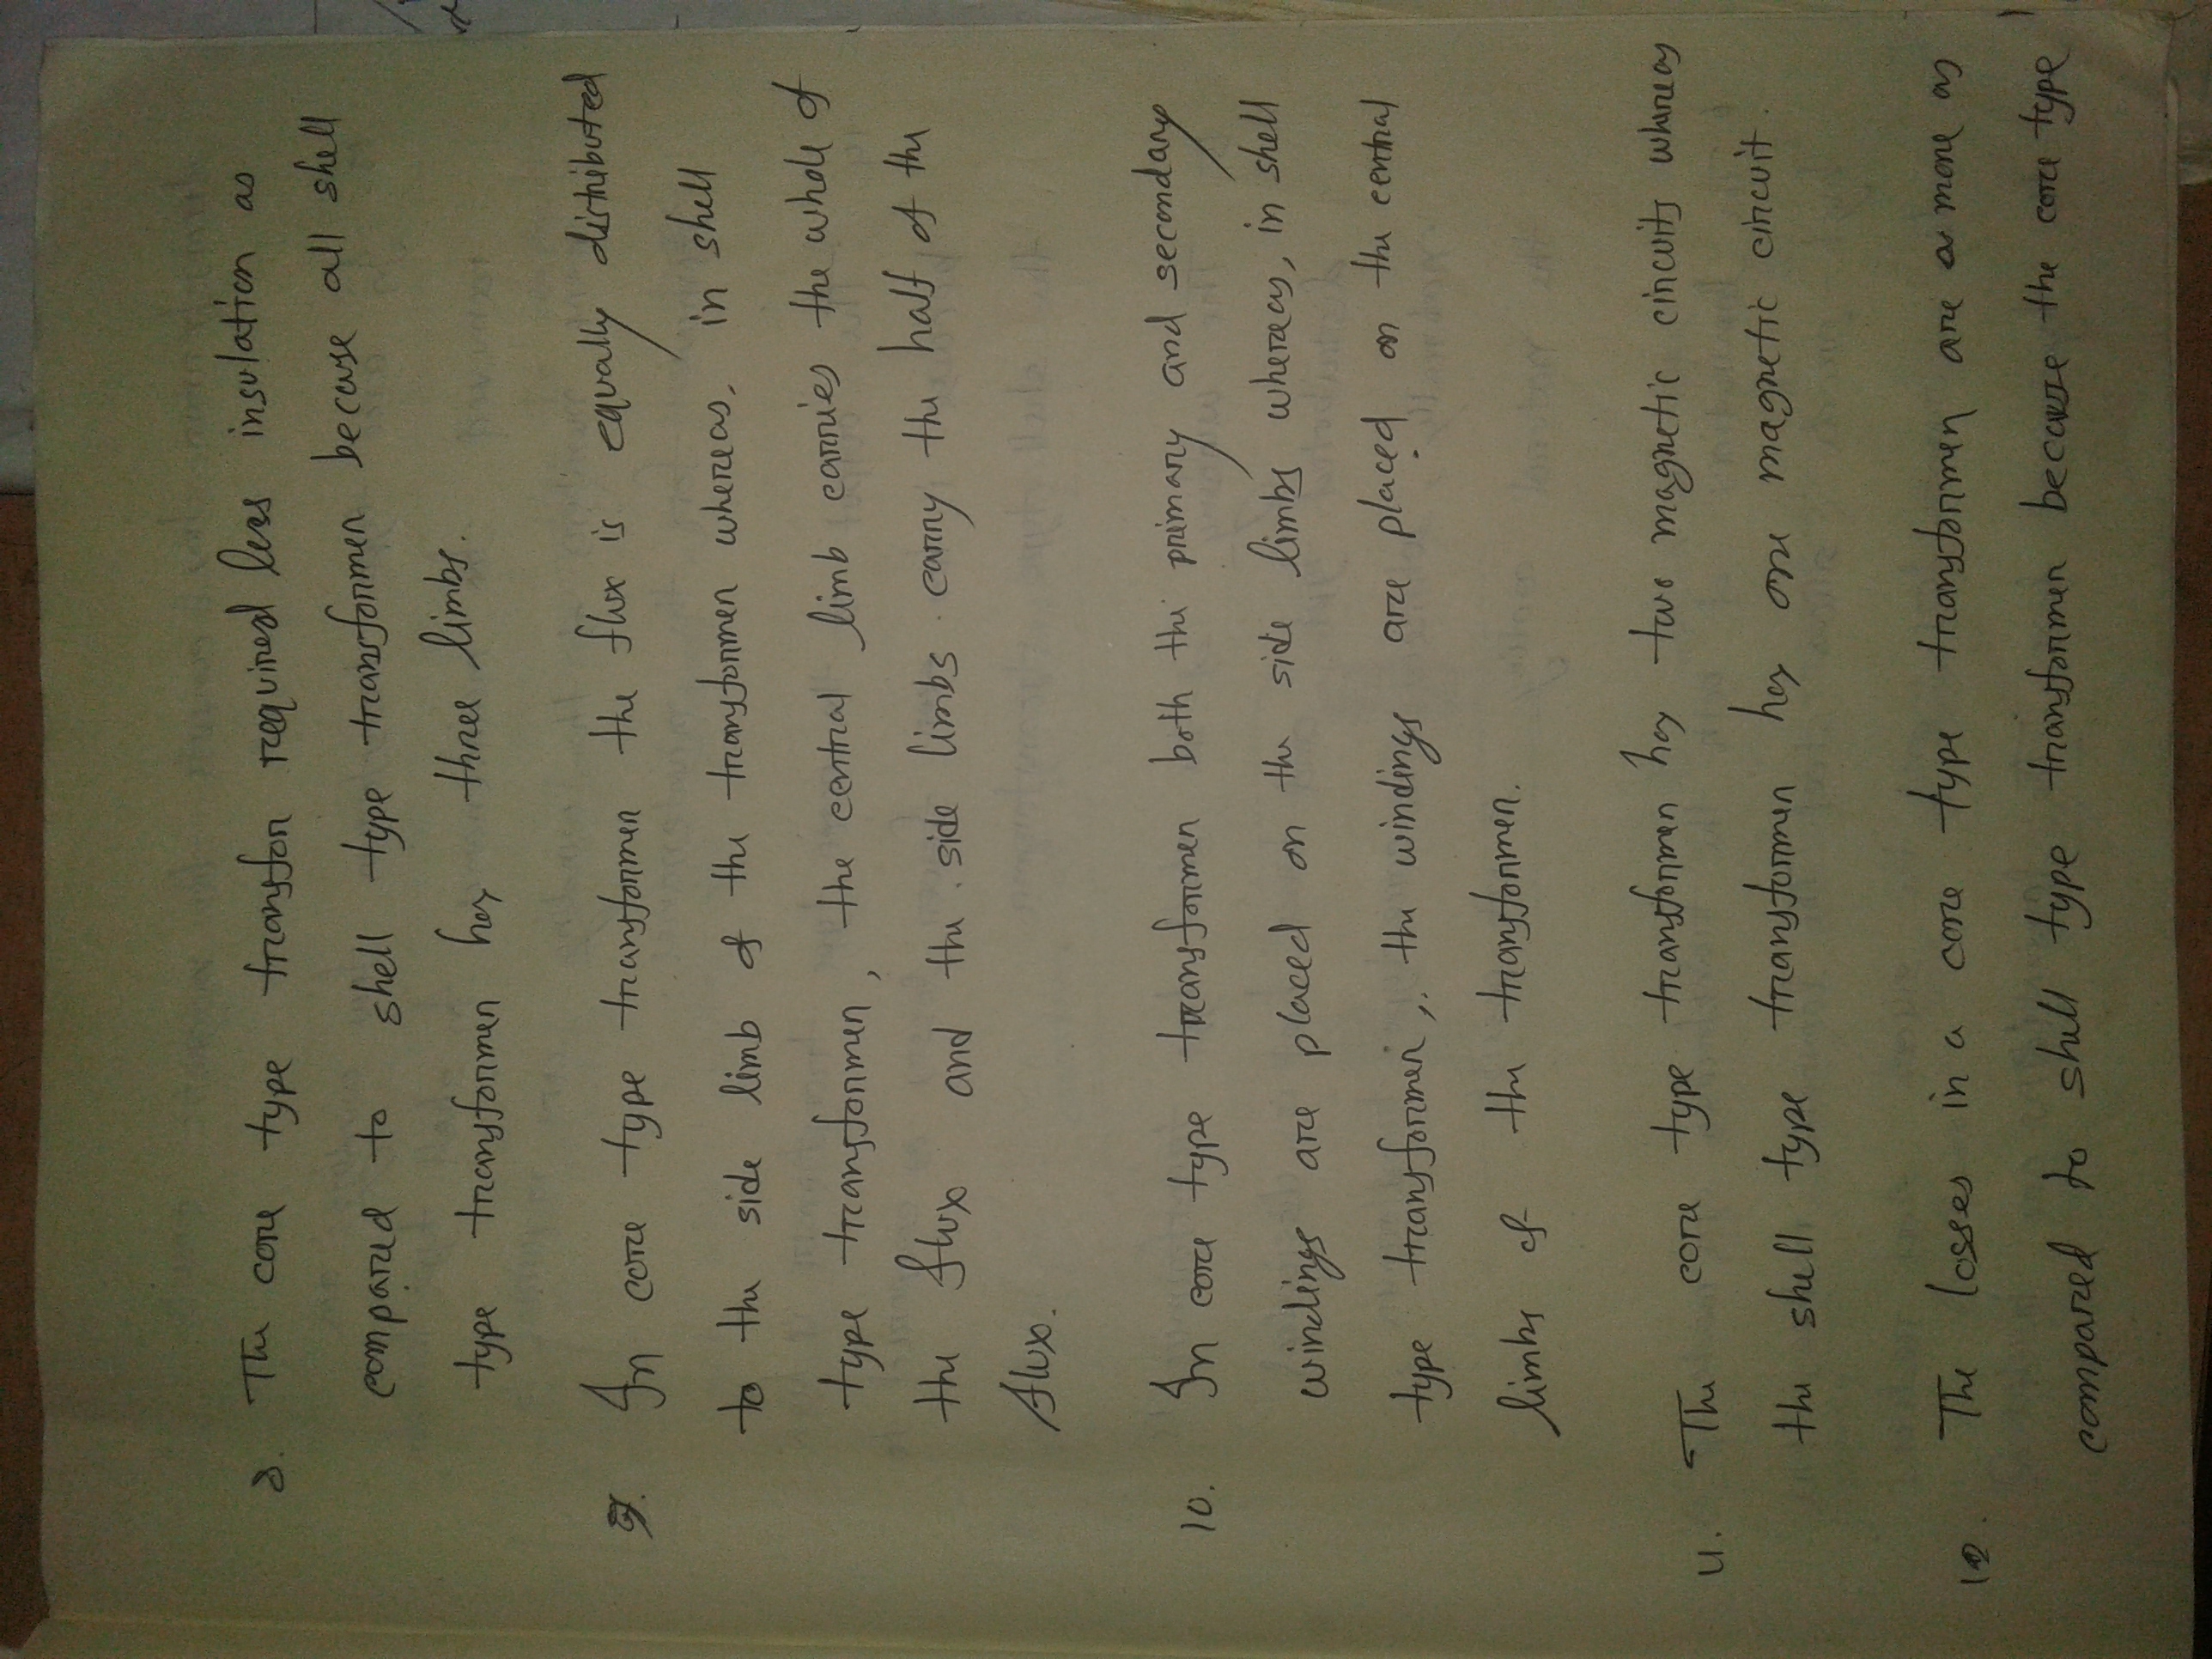 8. The core type transfon required less insulation as
compared to shell type transformer because all shell
type transformer has three limbs.
9. In core type transformer the flux is equally distributed
to the side limb of the transformer whereas, in shell
type transformer, the central limb carries the whole of
the flux and the side limbs carry the half of the
flux.
10. In core type transformer both the primary and secondary
windings are placed on the side limbs whereas, in shell
type transformer, the windings are placed on the central
limbs of the transformer.
11. The core type transformer has two magnetic circuits whereas
the shell type transformer has one magnetic circuit.
12. The losses in a core type transformer are more as
compared to shell type transformer because the core type